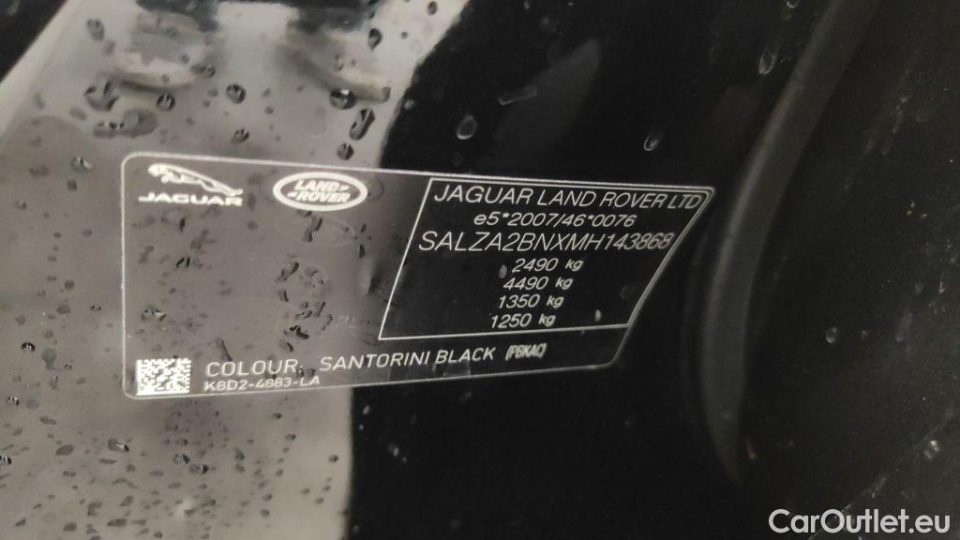 JAGUAR
LAND-
-ROVER
JAGUAR LAND ROVER LTD
e5*2007/46*0076
SALZA2BNXMH143868
2490 kg
4490 kg
1350 kg
1250 kg
COLOUR: SANTORINI BLACK (PBKAC)
K8D2-4883-LA
CarOutlet.eu